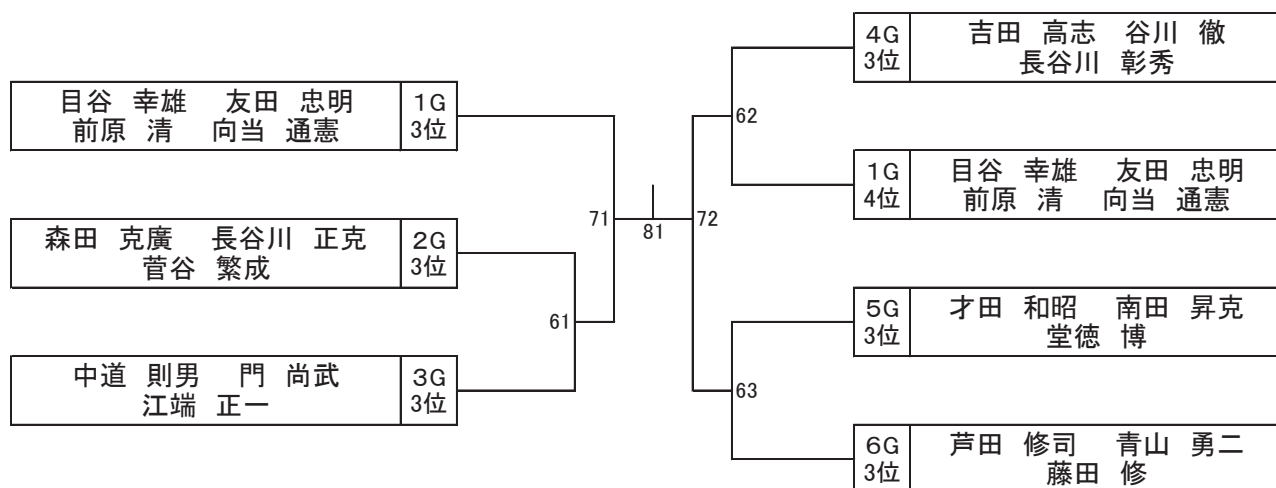 目谷 幸雄 友田 忠明
前原 清 向当 通憲
1G
3位
森田 克廣 長谷川 正克
菅谷 繁成
2G
3位
中道 則男 門 尚武
江端 正一
3G
3位
61
71
81
72
62
63
4G
3位
吉田 高志 谷川 徹
長谷川 彰秀
1G
4位
目谷 幸雄 友田 忠明
前原 清 向当 通憲
5G
3位
才田 和昭 南田 昇克
堂徳 博
6G
3位
芦田 修司 青山 勇二
藤田 修